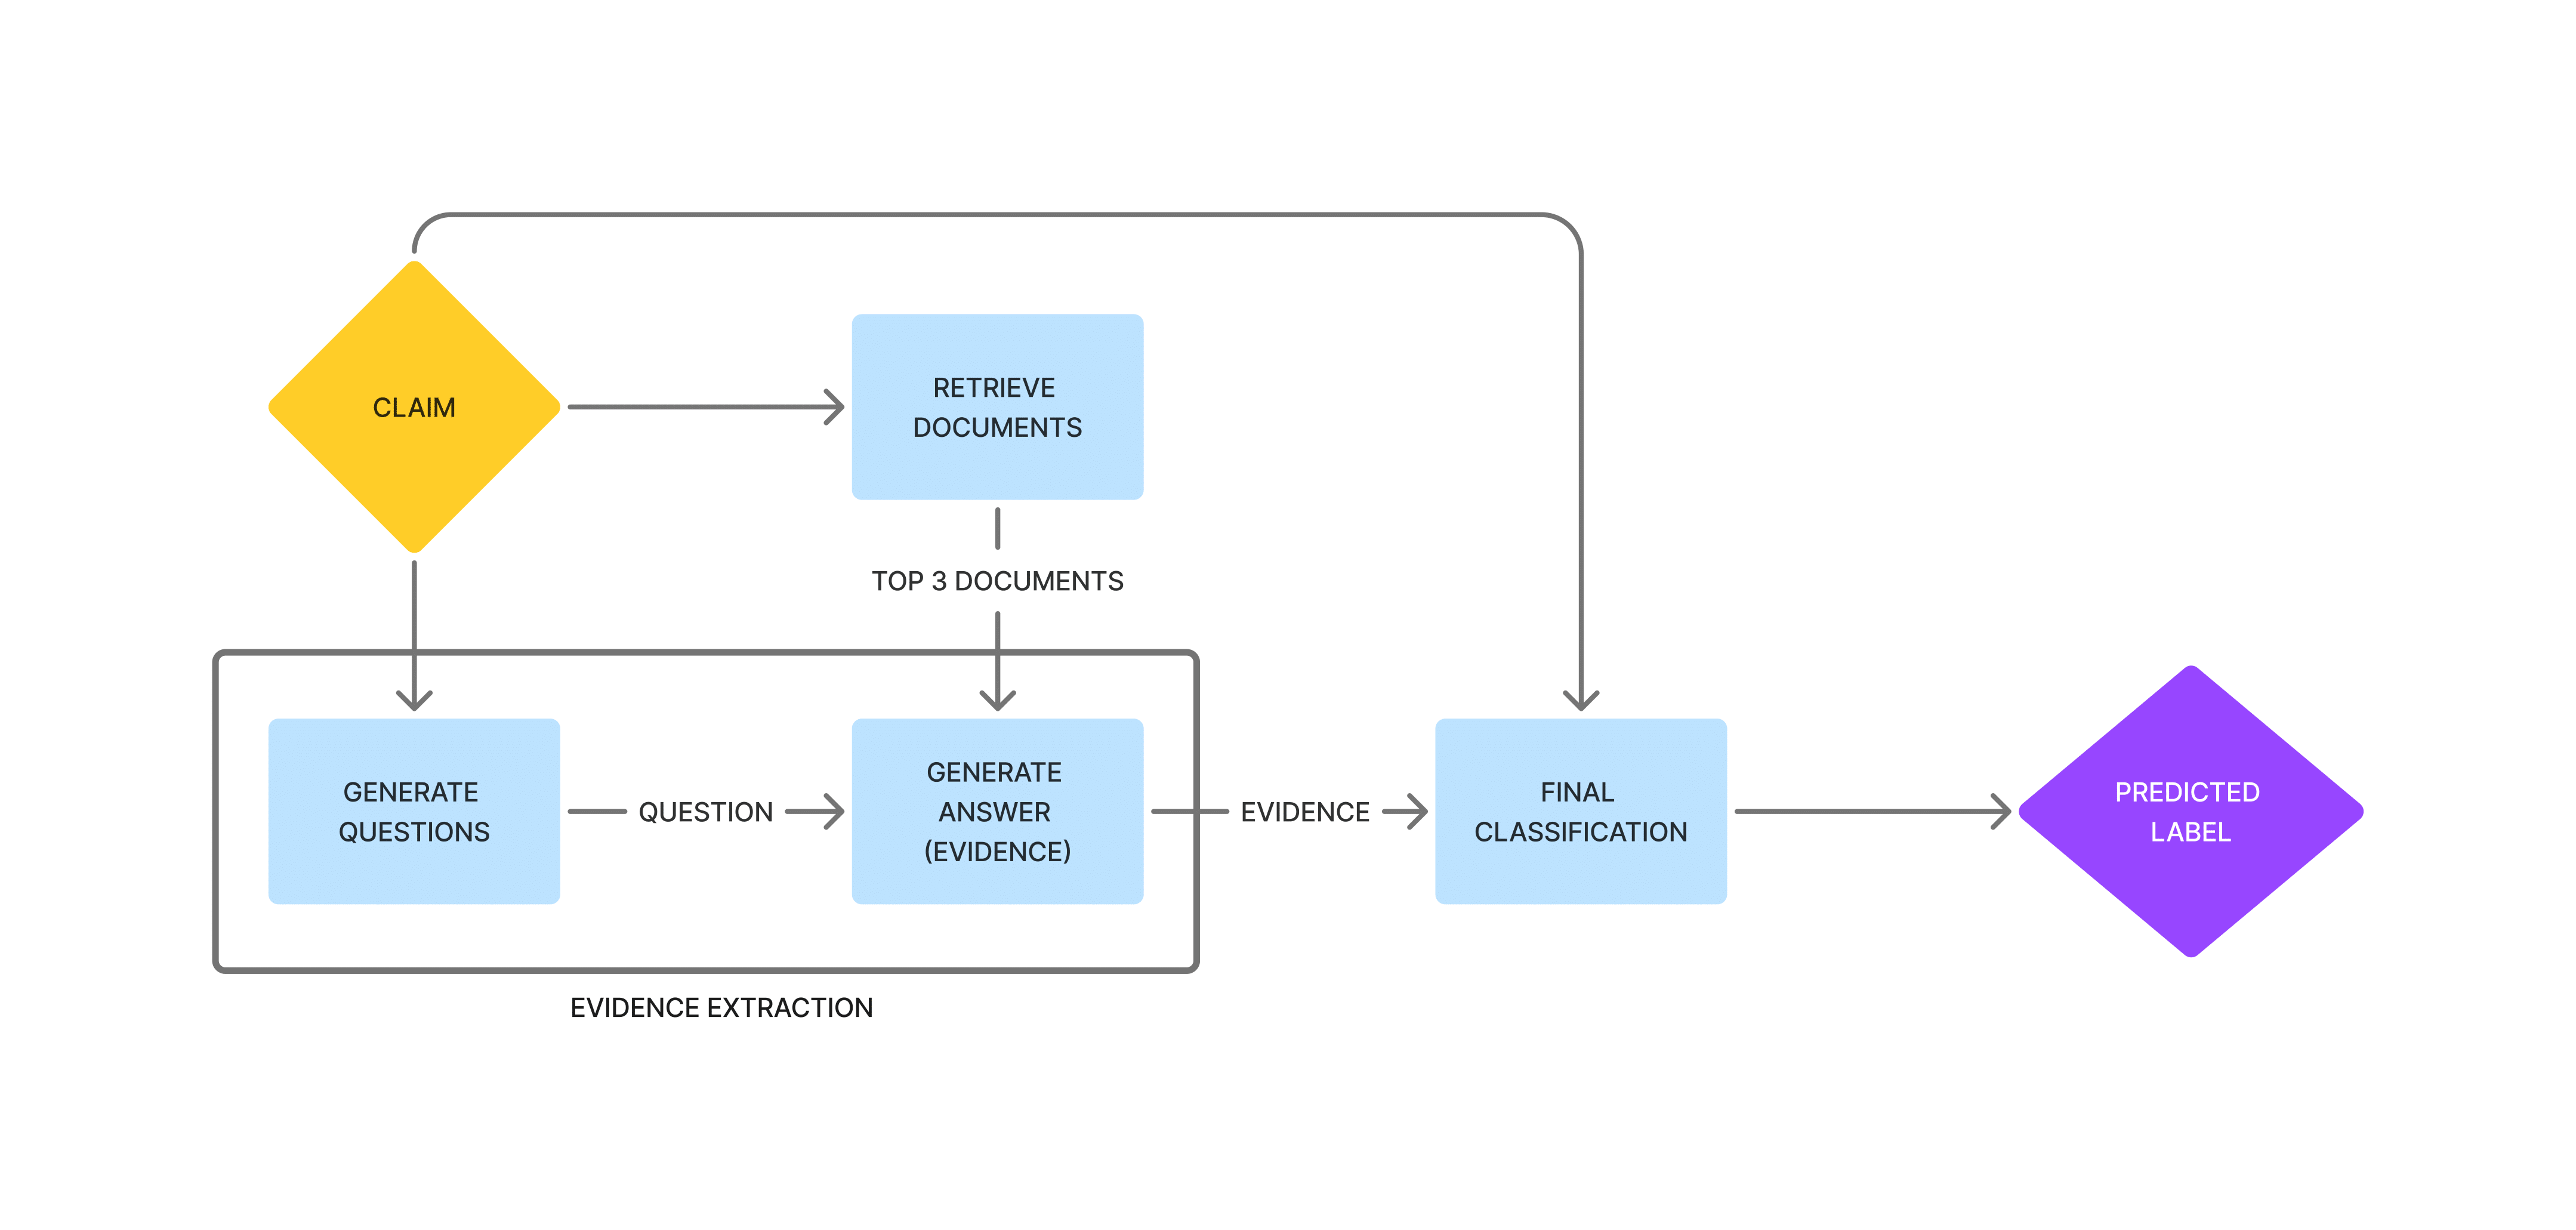 CLAIM
RETRIEVE
DOCUMENTS
TOP 3 DOCUMENTS
GENERATE
QUESTIONS
QUESTION
GENERATE
ANSWER
(EVIDENCE)
EVIDENCE
FINAL
CLASSIFICATION
PREDICTED
LABEL
EVIDENCE EXTRACTION